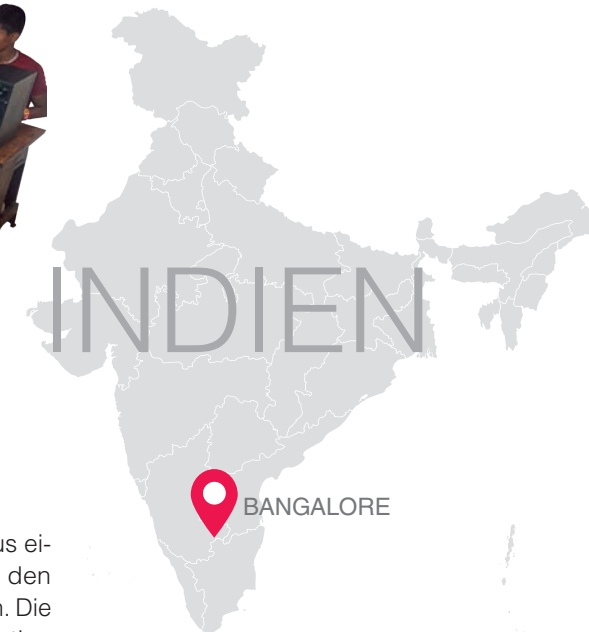 INDIEN
BANGALORE
us ei-
den
. Die